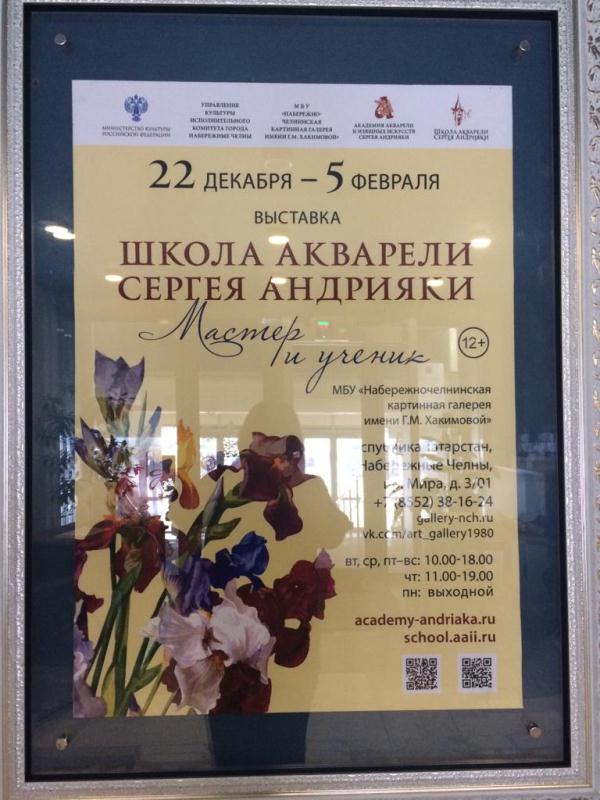 МИНИСТЕРСТВО КУЛЬТУРЫ
РОССИЙСКОЙ ФЕДЕРАЦИИ
УПРАВЛЕНИЕ
КУЛЬТУРЫ
ИСПОЛНИТЕЛЬНОГО
КОМИТЕТА ГОРОДА
НАБЕРЕЖНЫЕ ЧЕЛНЫ
МБУ
«НАБЕРЕЖНО-
ЧЕЛНИНСКАЯ
КАРТИННАЯ ГАЛЕРЕЯ
ИМЕНИ Г.М. ХАКИМОВОЙ»
АКАДЕМИЯ АКВАРЕЛИ
И ИЗЯЩНЫХ ИСКУССТВ
СЕРГЕЯ АНДРИЯКИ
ШКОЛА АКВАРЕЛИ
СЕРГЕЯ АНДРИЯКИ
22 ДЕКАБРЯ – 5 ФЕВРАЛЯ
ВЫСТАВКА
ШКОЛА АКВАРЕЛИ
СЕРГЕЯ АНДРИЯКИ
Мастер
и ученик
12+
МБУ «Набережночелнинская
картинная галерея
имени Г.М. Хакимовой»
Татарстан,
Набережные Челны,
Мира, д. 3/01
+7 (8552) 38-16-24
gallery-nch.ru
vk.com/art_gallery1980
вт, ср, пт–вс: 10.00-18.00
чт: 11.00-19.00
пн: выходной
academy-andriaka.ru
school.aaii.ru